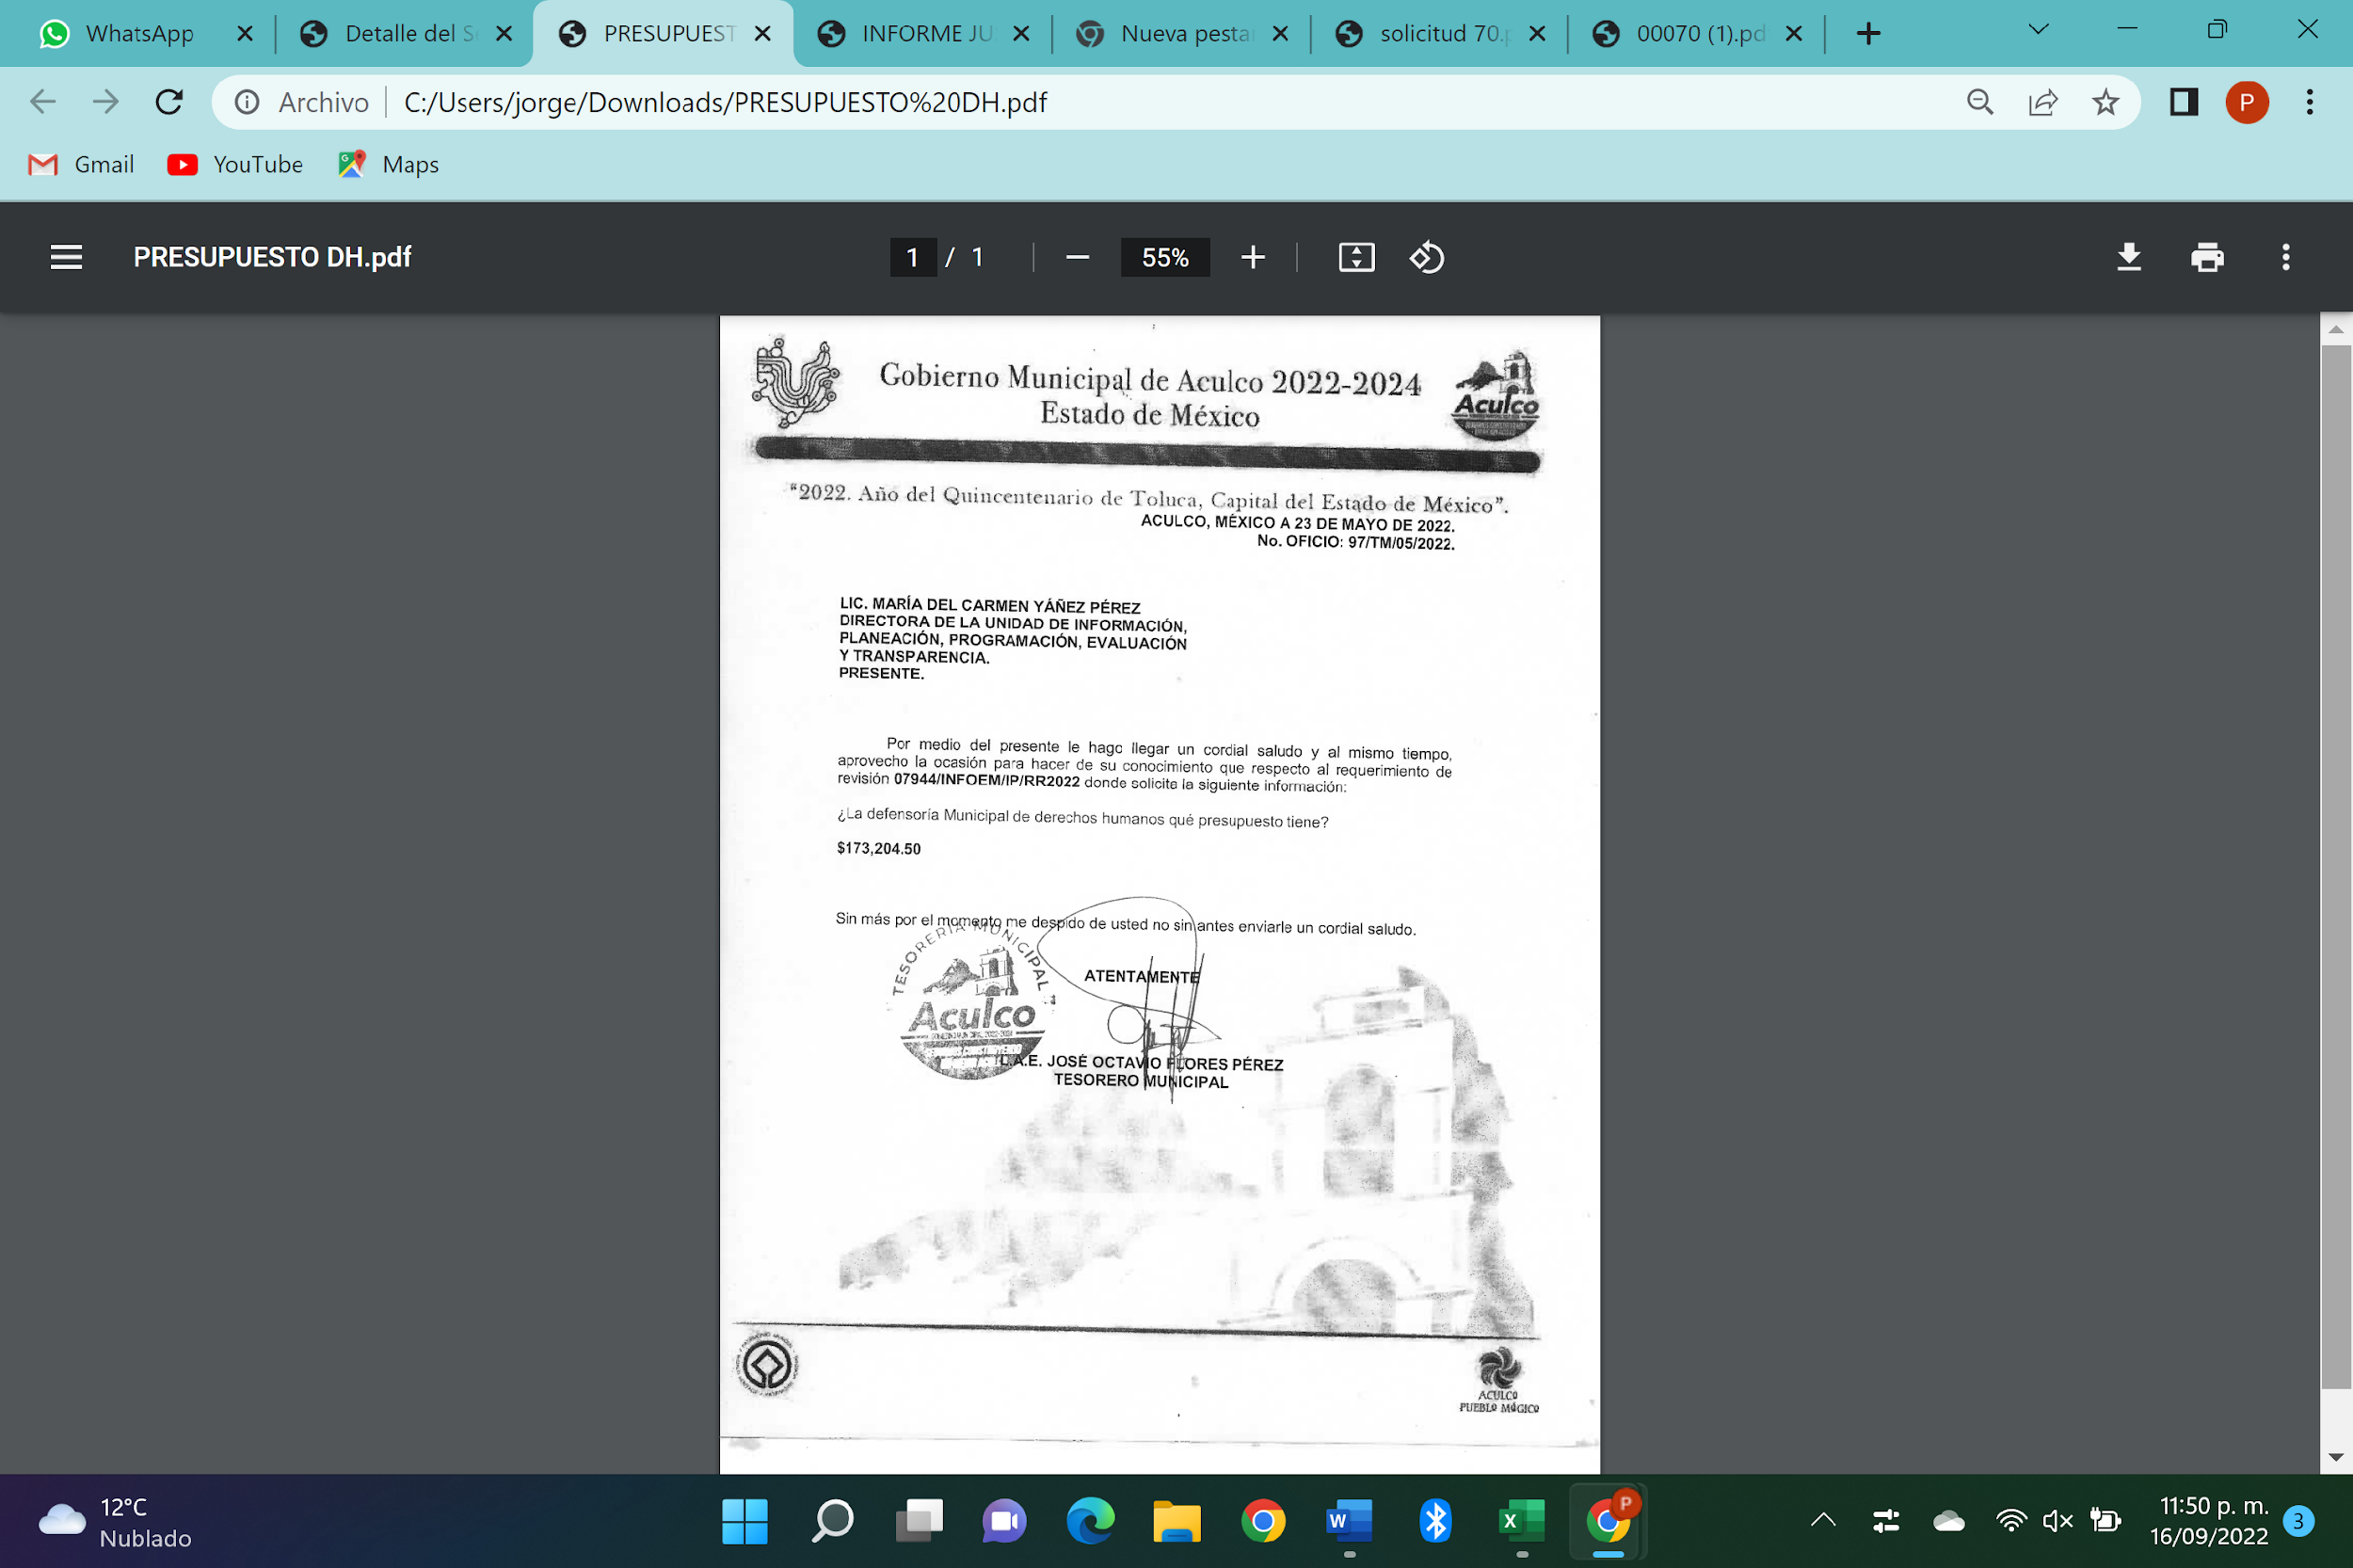 WhatsApp
Detalle del Se
PRESUPUEST
INFORME JU
Nueva pesta
solicitud 70.p
00070 (1).pd
Archivo
C:/Users/jorge/Downloads/PRESUPUESTO%20DH.pdf
P
Gmail
YouTube
Maps
PRESUPUESTO DH.pdf
1 / 1
55%
Gobierno Municipal de Aculco 2022-2024
Estado de México
Aculco
"2022. Año del Quincentenario de Toluca, Capital del Estado de México".
ACULCO, MÉXICO A 23 DE MAYO DE 2022.
No. OFICIO: 97/TM/05/2022.
LIC. MARÍA DEL CARMEN YÁÑEZ PÉREZ
DIRECTORA DE LA UNIDAD DE INFORMACIÓN,
PLANEACIÓN, PROGRAMACIÓN, EVALUACIÓN
Y TRANSPARENCIA.
PRESENTE.
Por medio del presente le hago llegar un cordial saludo y al mismo tiempo,
aprovecho la ocasión para hacer de su conocimiento que respecto al requerimiento de
revisión 07944/INFOEM/IP/RR2022 donde solicita la siguiente información:
¿La defensoría Municipal de derechos humanos qué presupuesto tiene?
$173,204.50
Sin más por el momento me despido de usted no sin antes enviarle un cordial saludo.
TESORERÍA MUNICIPAL
Aculco
ATENTAMENTE
L.A.E. JOSÉ OCTAVIO FLORES PÉREZ
TESORERO MUNICIPAL
ACULCO
PUEBLO MÁGICO
12°C
Nublado
P
11:50 p. m.
16/09/2022
3